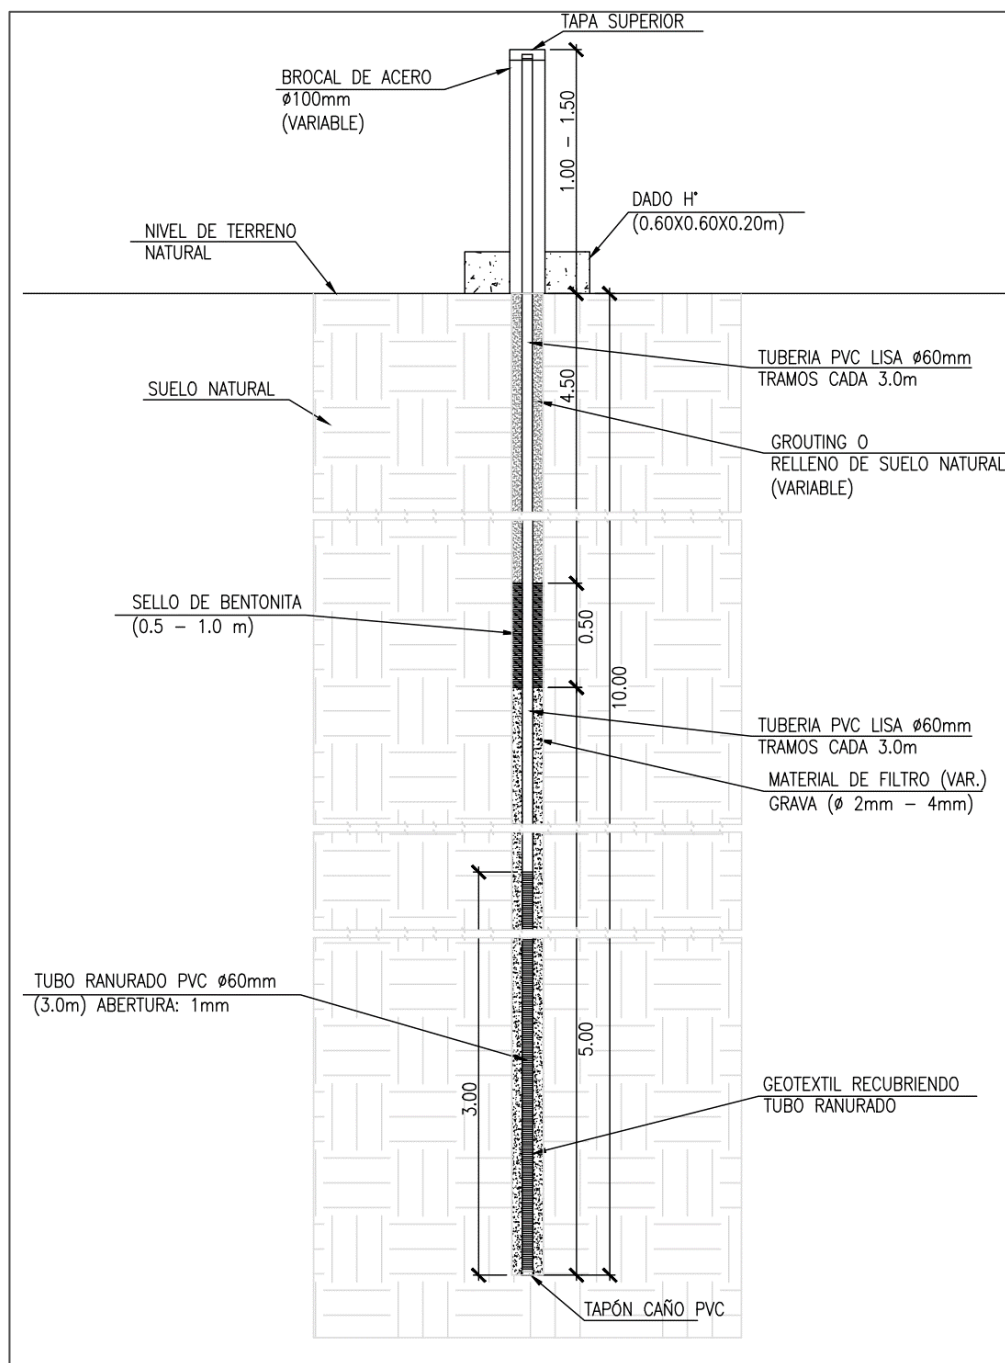 TAPA SUPERIOR
BROCAL DE ACERO
ø100mm
(VARIABLE)
1.00 - 1.50
DADO H°
(0.60X0.60X0.20m)
NIVEL DE TERRENO
NATURAL
TUBERIA PVC LISA ø60mm
TRAMOS CADA 3.0m
4.50
SUELO NATURAL
GROUTING O
RELLENO DE SUELO NATURAL
(VARIABLE)
SELLO DE BENTONITA
(0.5 - 1.0 m)
0.50
10.00
TUBERIA PVC LISA ø60mm
TRAMOS CADA 3.0m
MATERIAL DE FILTRO (VAR.)
GRAVA (ø 2mm - 4mm)
TUBO RANURADO PVC ø60mm
(3.0m) ABERTURA: 1mm
5.00
3.00
GEOTEXTIL RECUBRIENDO
TUBO RANURADO
TAPÓN CAÑO PVC